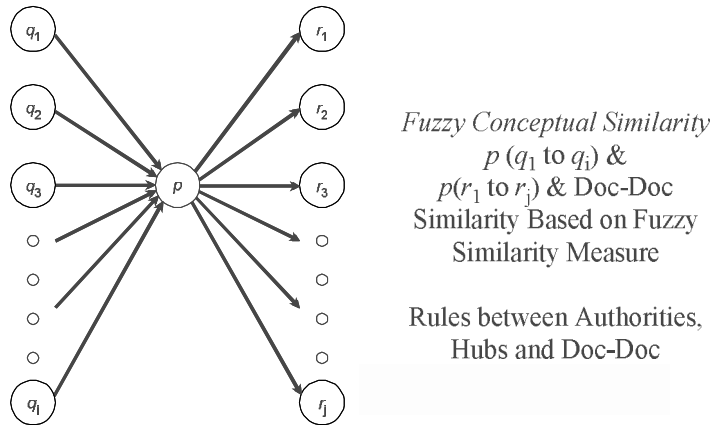 q1
r1
q2
r2
q3
p
r3
qi
rj
Fuzzy Conceptual Similarity
p (q1 to qi) &
p(r1 to rj) & Doc-Doc
Similarity Based on Fuzzy
Similarity Measure
Rules between Authorities,
Hubs and Doc-Doc